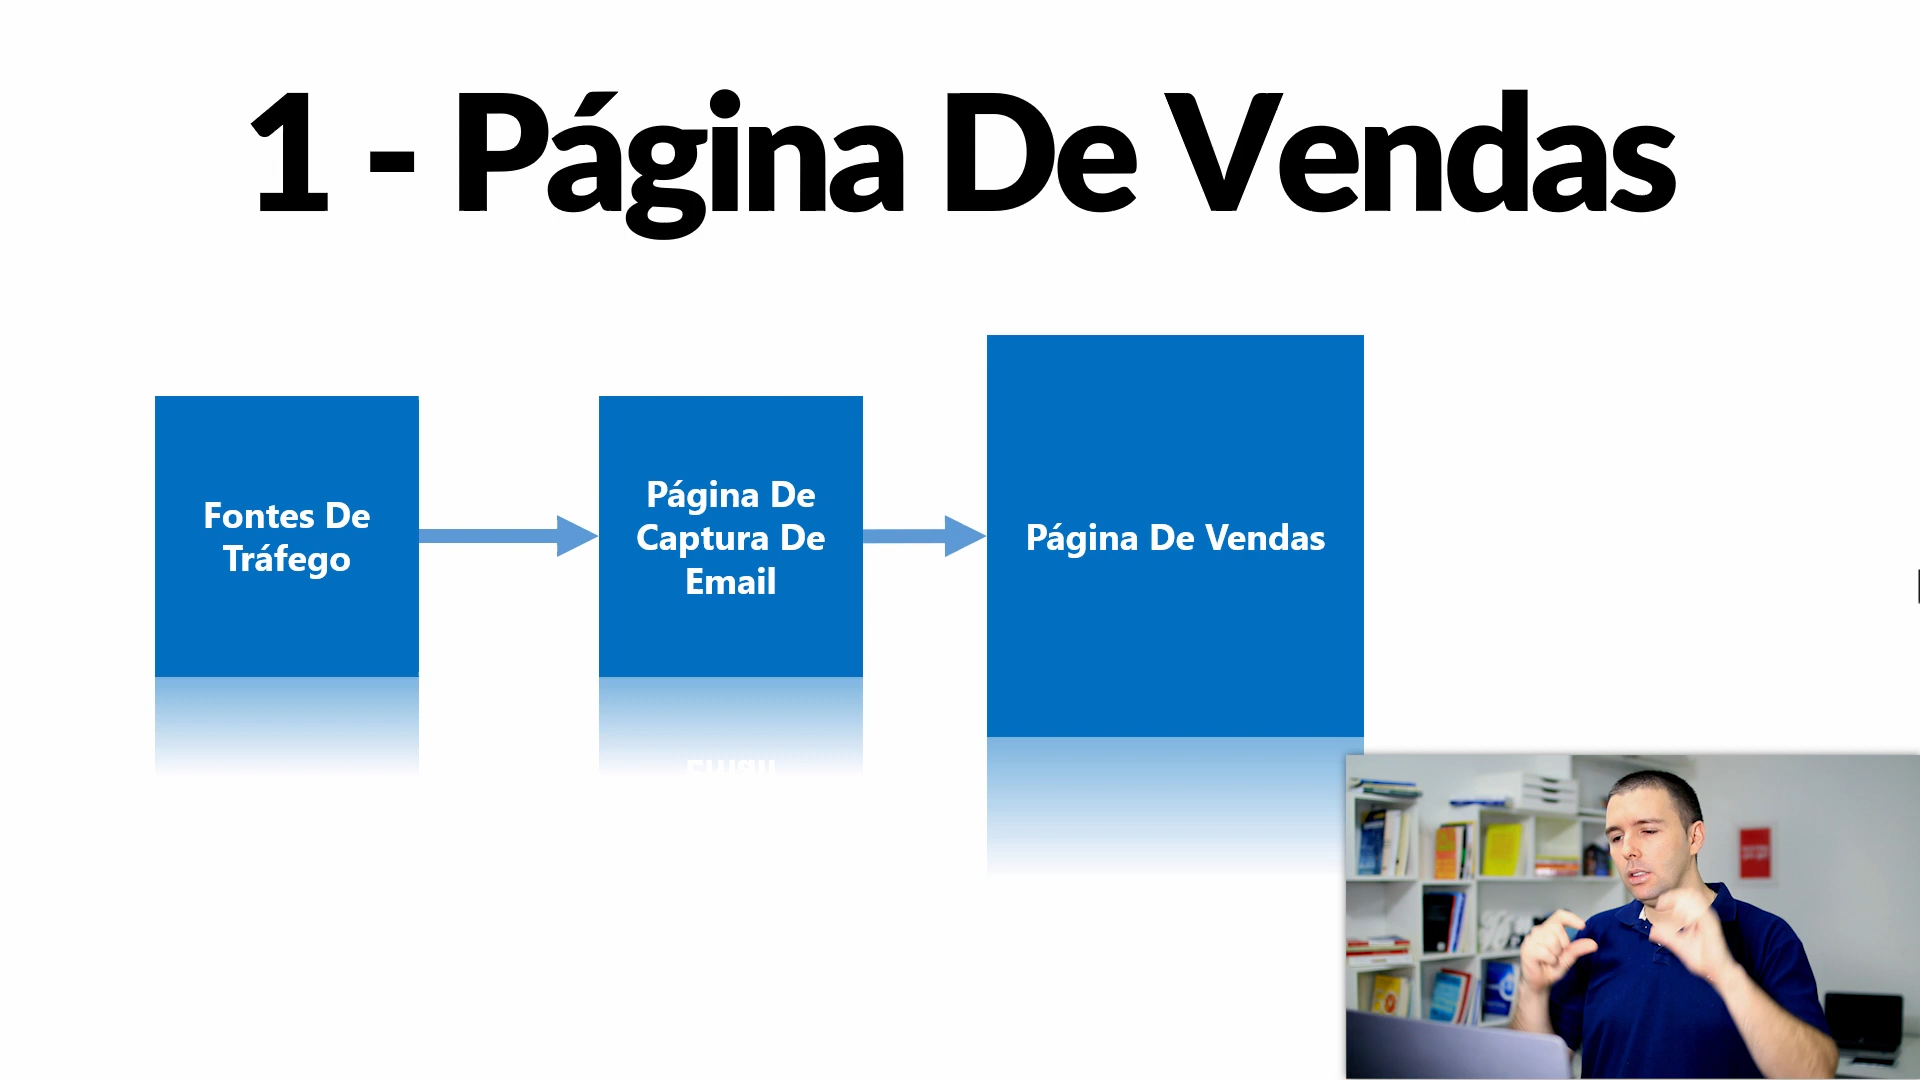 1 - Página De Vendas
Fontes De
Tráfego
Página De
Captura De
Email
Página De Vendas